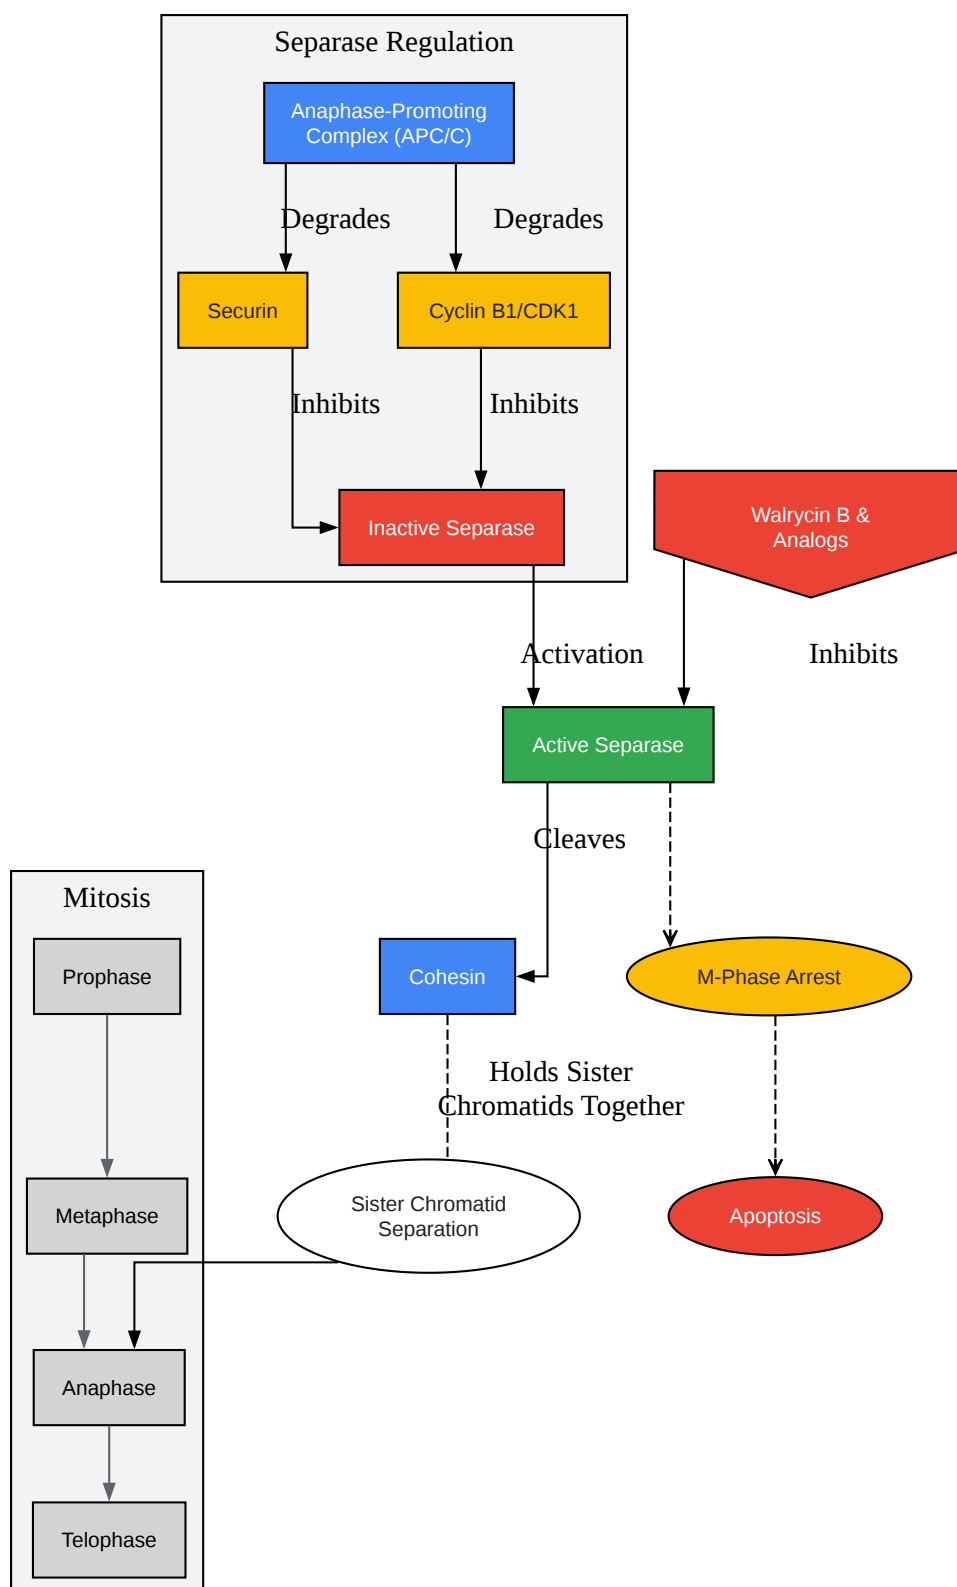 Separase Regulation
Anaphase-Promoting
Complex (APC/C)
Degrades
Degrades
Securin
Cyclin B1/CDK1
Inhibits
Inhibits
Inactive Separase
Walrycin B &
Analogs
Activation
Inhibits
Active Separase
Cleaves
Mitosis
Prophase
Cohesin
M-Phase Arrest
Holds Sister
Chromatids Together
Metaphase
Sister Chromatid
Separation
Apoptosis
Anaphase
Telophase